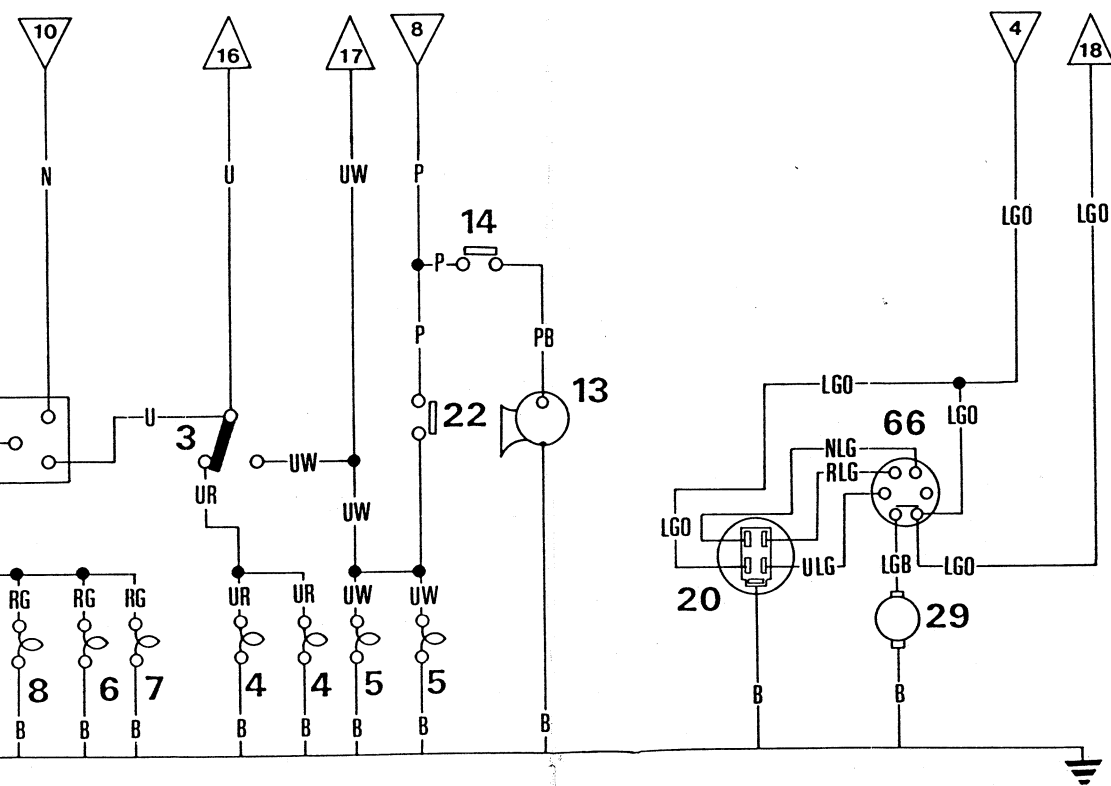 10 16 17 8 4 18
N U UW P LGO LGO
14
P
P PB
13
LGO
LGO
U 3 22 66
NLG
UW RLG
UR UW LGO
ULG LGB LGO
RG RG RG UR UR UW UW 20 29
8 6 7 4 4 5 5
B B
B B B B B B B B